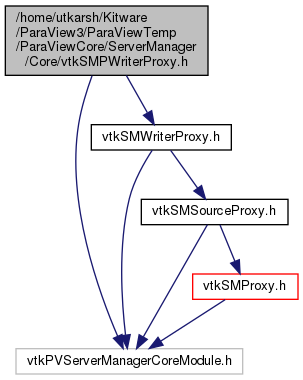 /home/utkarsh/Kitware
/ParaView3/ParaViewTemp
/ParaViewCore/ServerManager
/Core/vtkSMPWriterProxy.h
vtkSMWriterProxy.h
vtkSMSourceProxy.h
vtkSMProxy.h
vtkPVServerManagerCoreModule.h